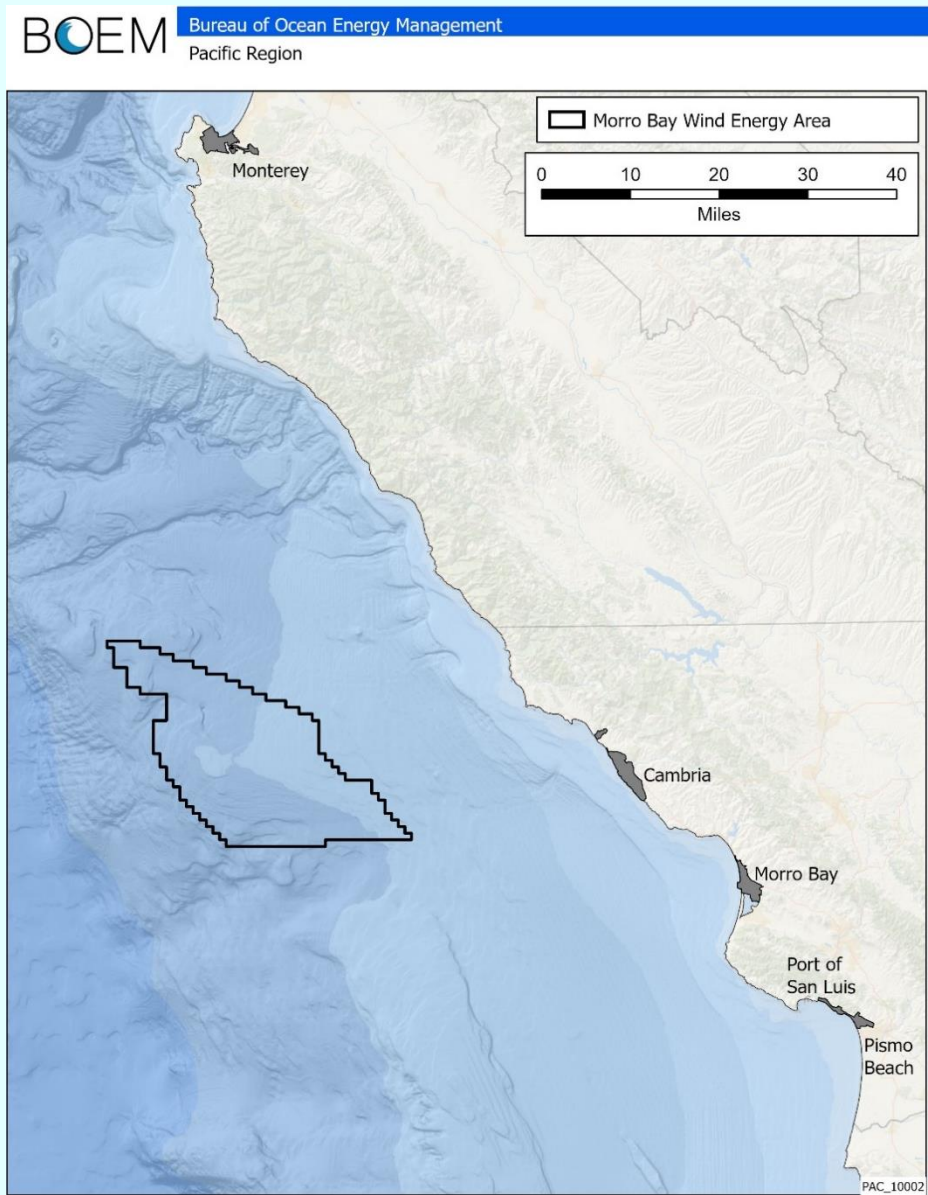 BOEM
Bureau of Ocean Energy Management
Pacific Region
Morro Bay Wind Energy Area
0 10 20 30 40
Miles
Monterey
Cambria
Morro Bay
Port of
San Luis
Pismo
Beach
PAC_10002